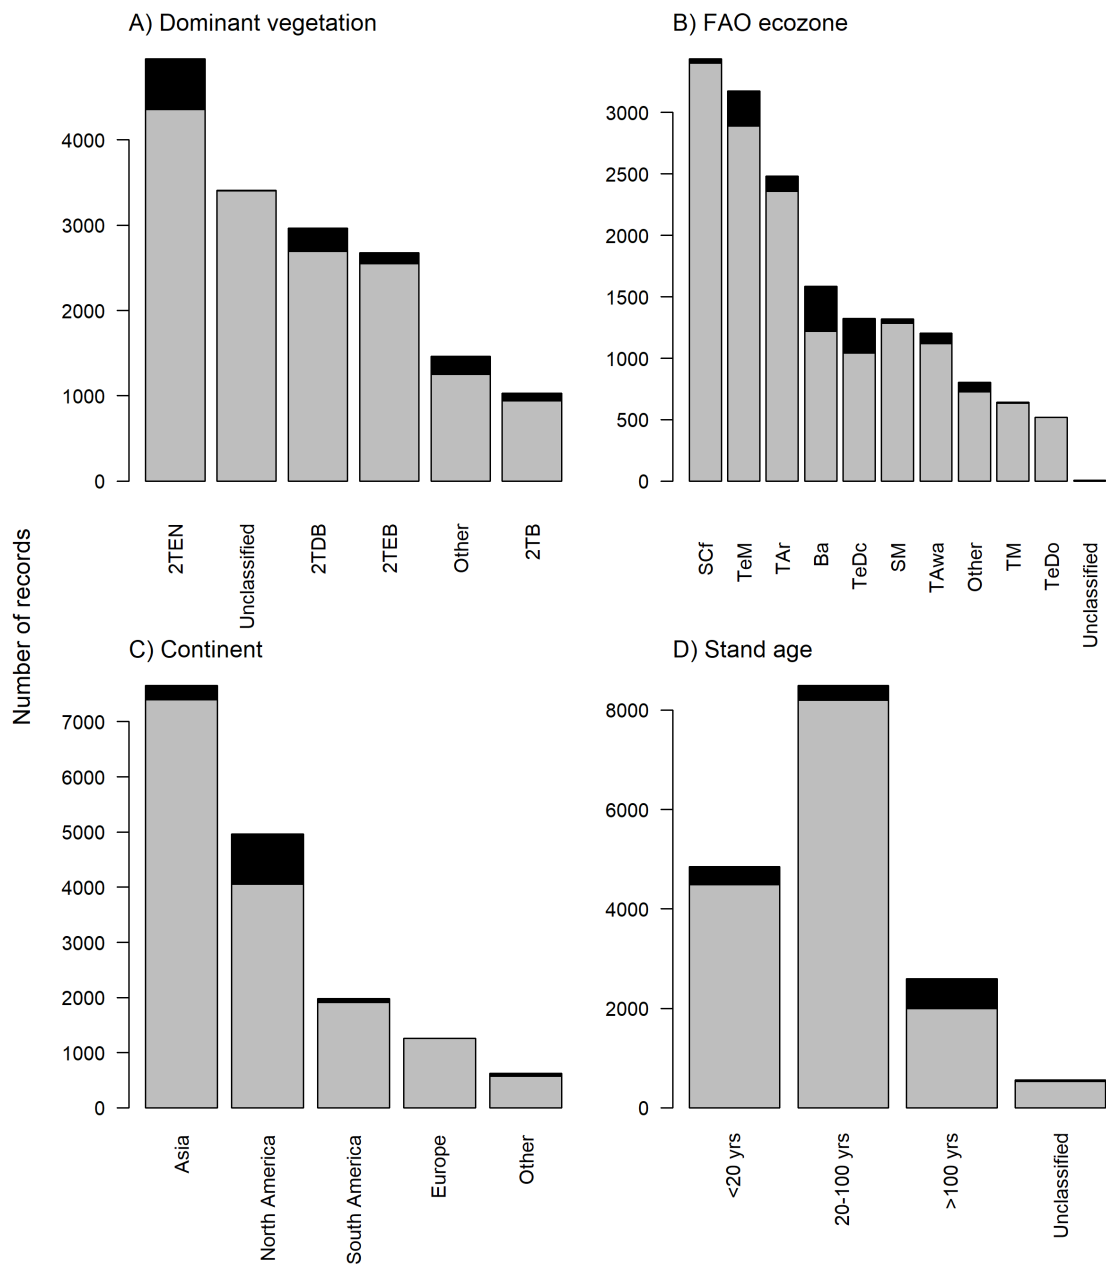 A) Dominant vegetation
4000
3000
2000
1000
0
2TEN
Unclassified
2TDB
2TEB
Other
2TB
B) FAO ecozone
3000
2500
2000
1500
1000
500
0
SCf
TeM
TAr
Ba
TeDc
SM
TAwa
Other
TM
TeDo
Unclassified
Number of records
C) Continent
7000
6000
5000
4000
3000
2000
1000
0
Asia
North America
South America
Europe
Other
D) Stand age
8000
6000
4000
2000
0
<20 yrs
20-100 yrs
>100 yrs
Unclassified